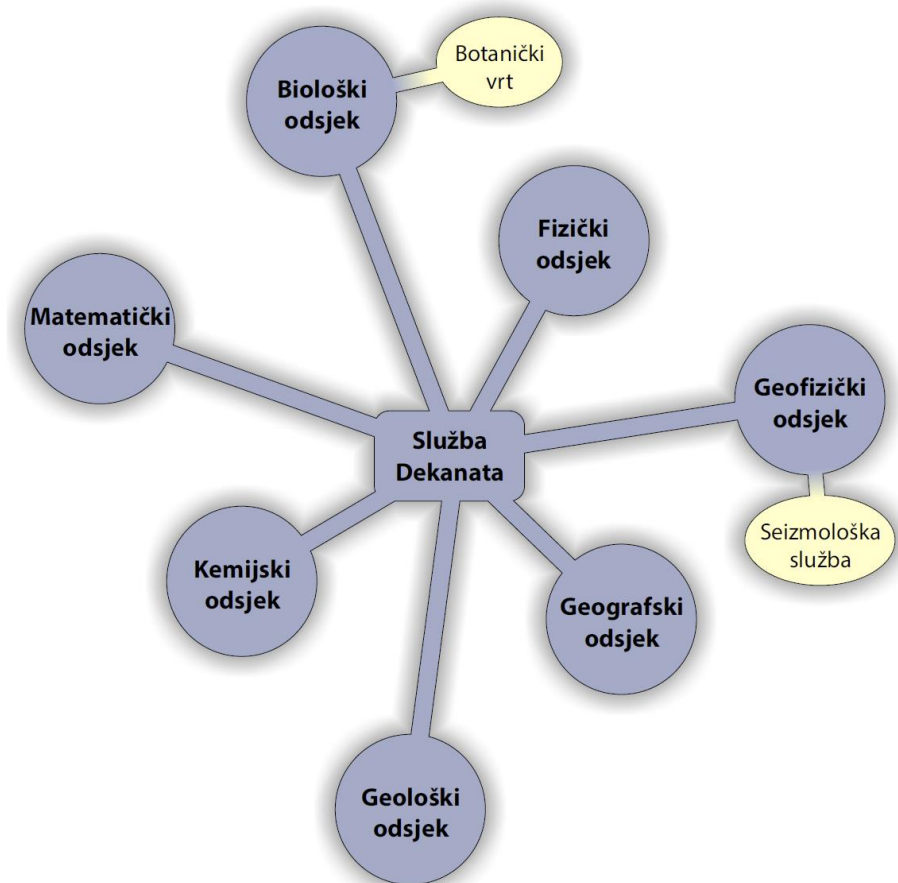 Botanički
vrt
Biološki
odsjek
Fizički
odsjek
Matematički
odsjek
Geofizički
odsjek
Služba
Dekanata
Seizmološka
služba
Kemijski
odsjek
Geografski
odsjek
Geološki
odsjek